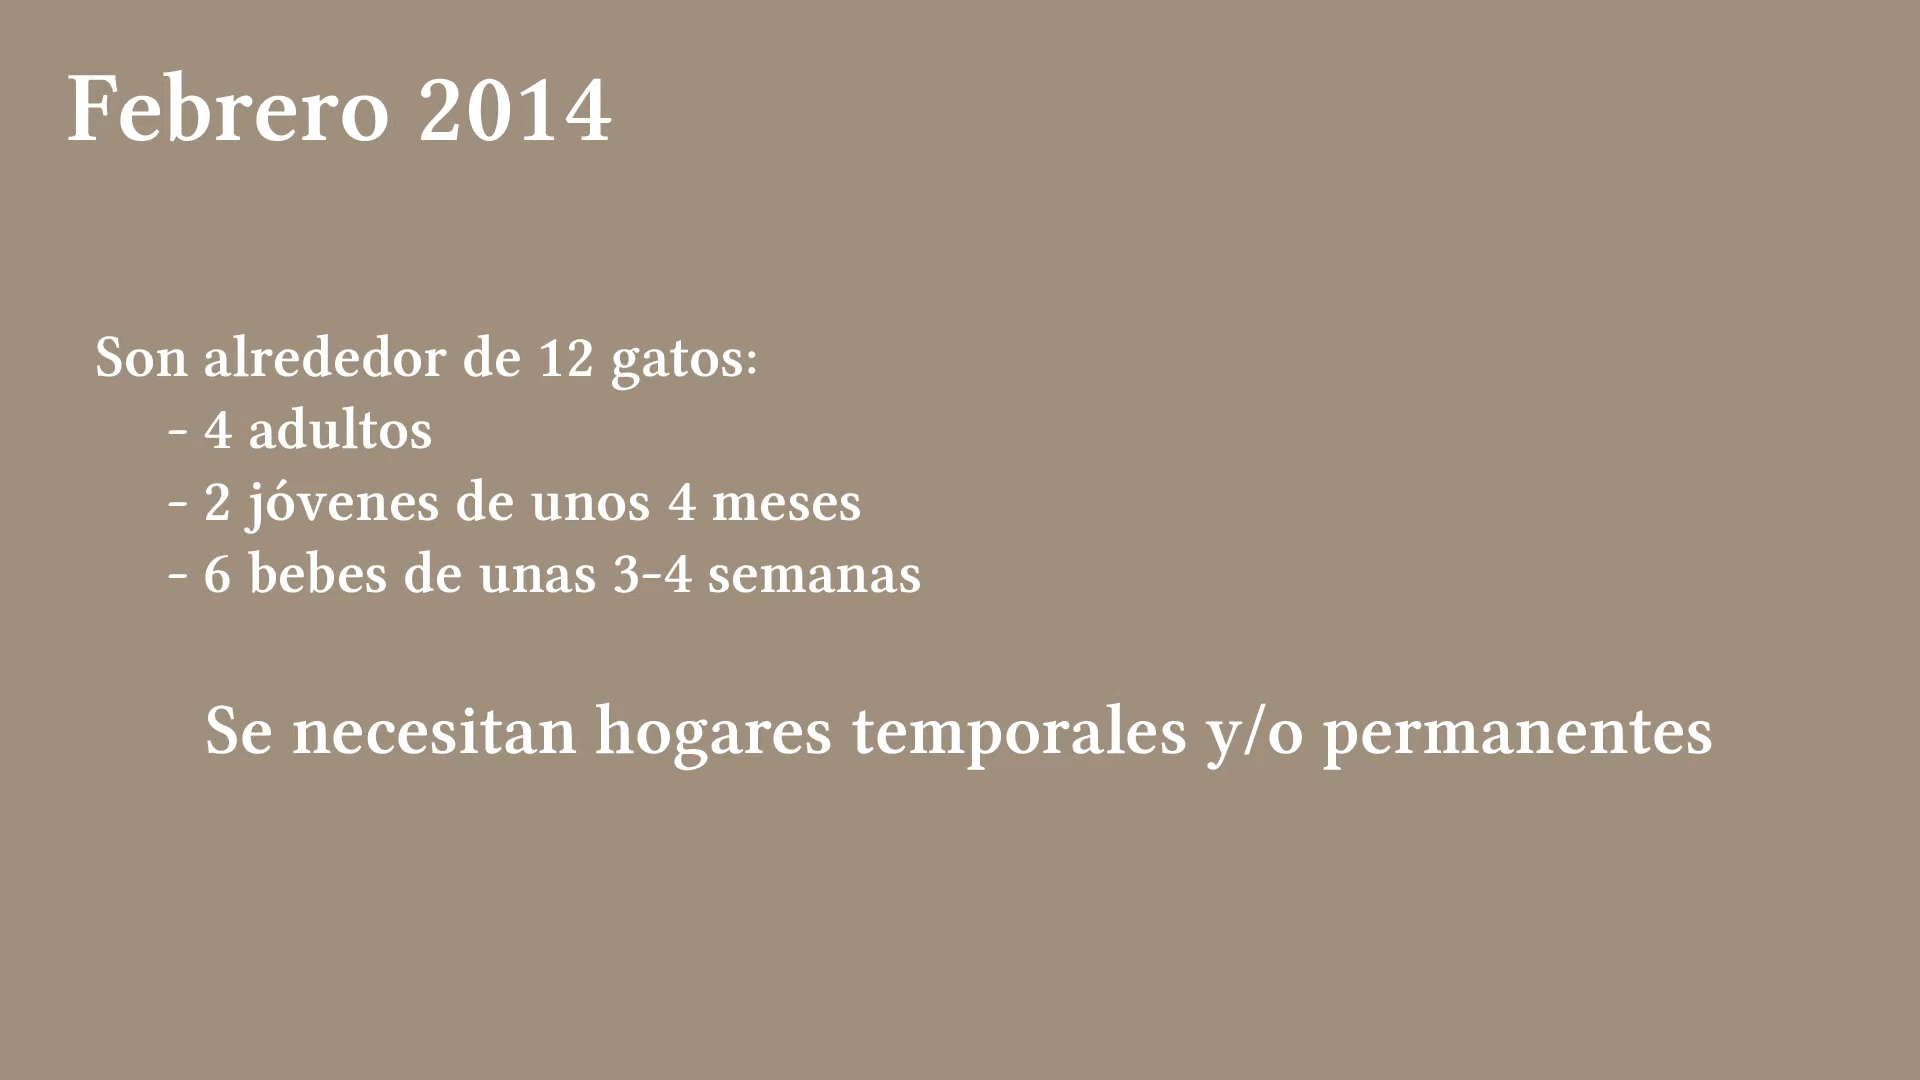 Febrero 2014
Son alrededor de 12 gatos:
- 4 adultos
- 2 jóvenes de unos 4 meses
- 6 bebes de unas 3-4 semanas
Se necesitan hogares temporales y/o permanentes